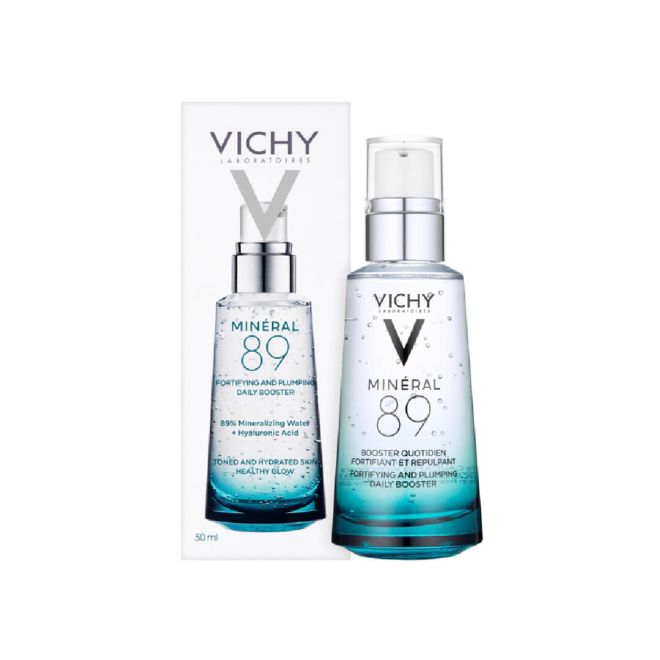 VICHY
LABORATOIRES
MINÉRAL
89
FORTIFYING AND PLUMPING
DAILY BOOSTER
89% Mineralizing Water
+ Hyaluronic Acid
TONED AND HYDRATED SKIN
HEALTHY GLOW
50 ml
VICHY
LABORATOIRES
MINÉRAL
89
BOOSTER QUOTIDIEN
FORTIFIANT ET REPULPANT
FORTIFYING AND PLUMPING
DAILY BOOSTER